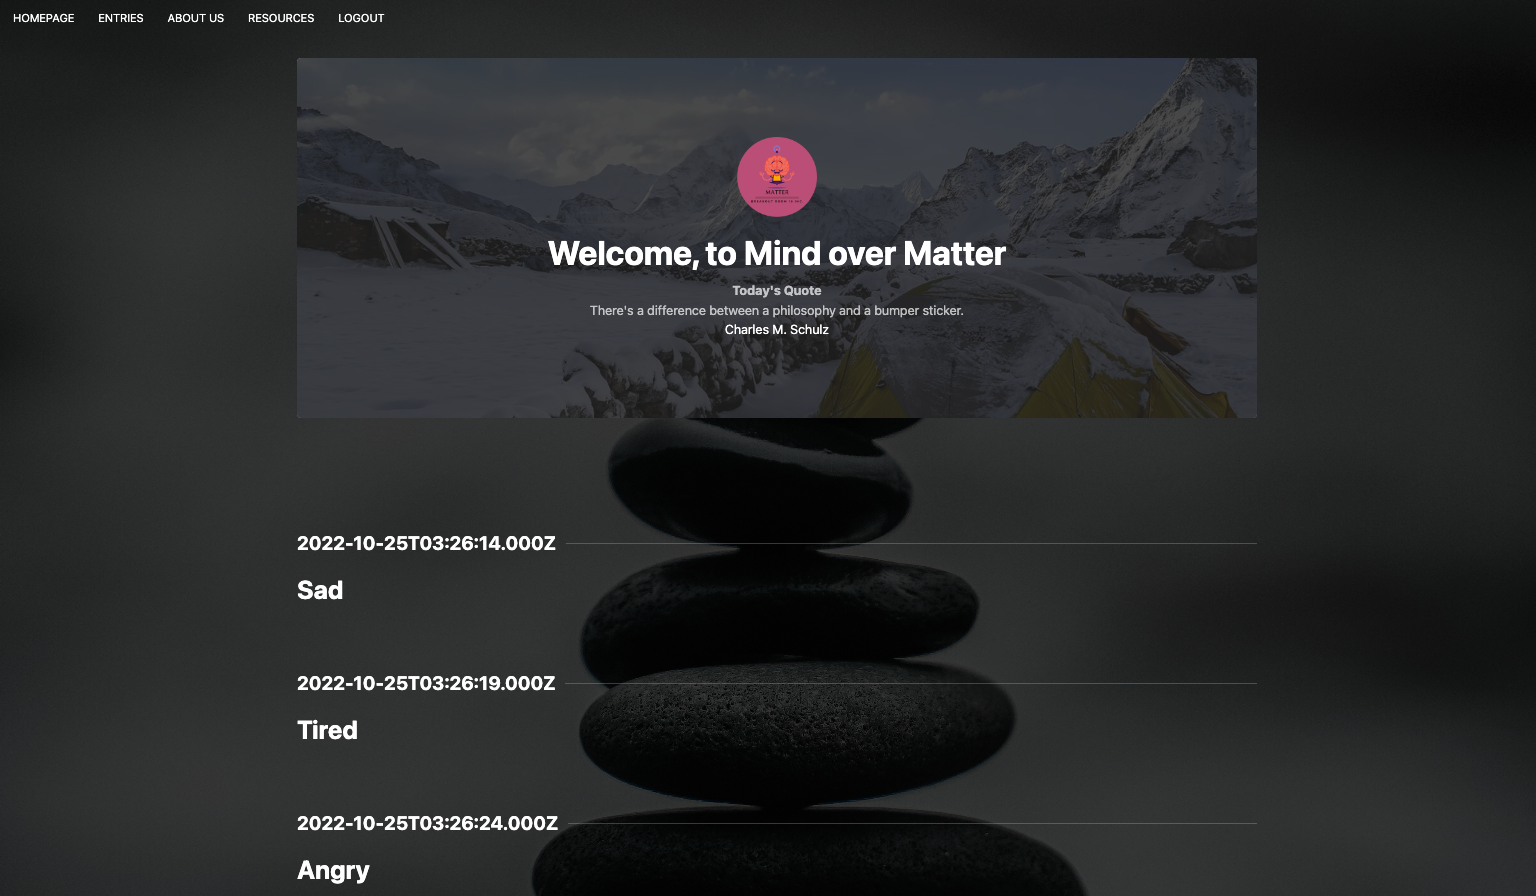 HOMEPAGE ENTRIES ABOUT US RESOURCES LOGOUT
MATTER
Welcome, to Mind over Matter
Today's Quote
There's a difference between a philosophy and a bumper sticker.
Charles M. Schulz
2022-10-25T03:26:14.000Z
Sad
2022-10-25T03:26:19.000Z
Tired
2022-10-25T03:26:24.000Z
Angry